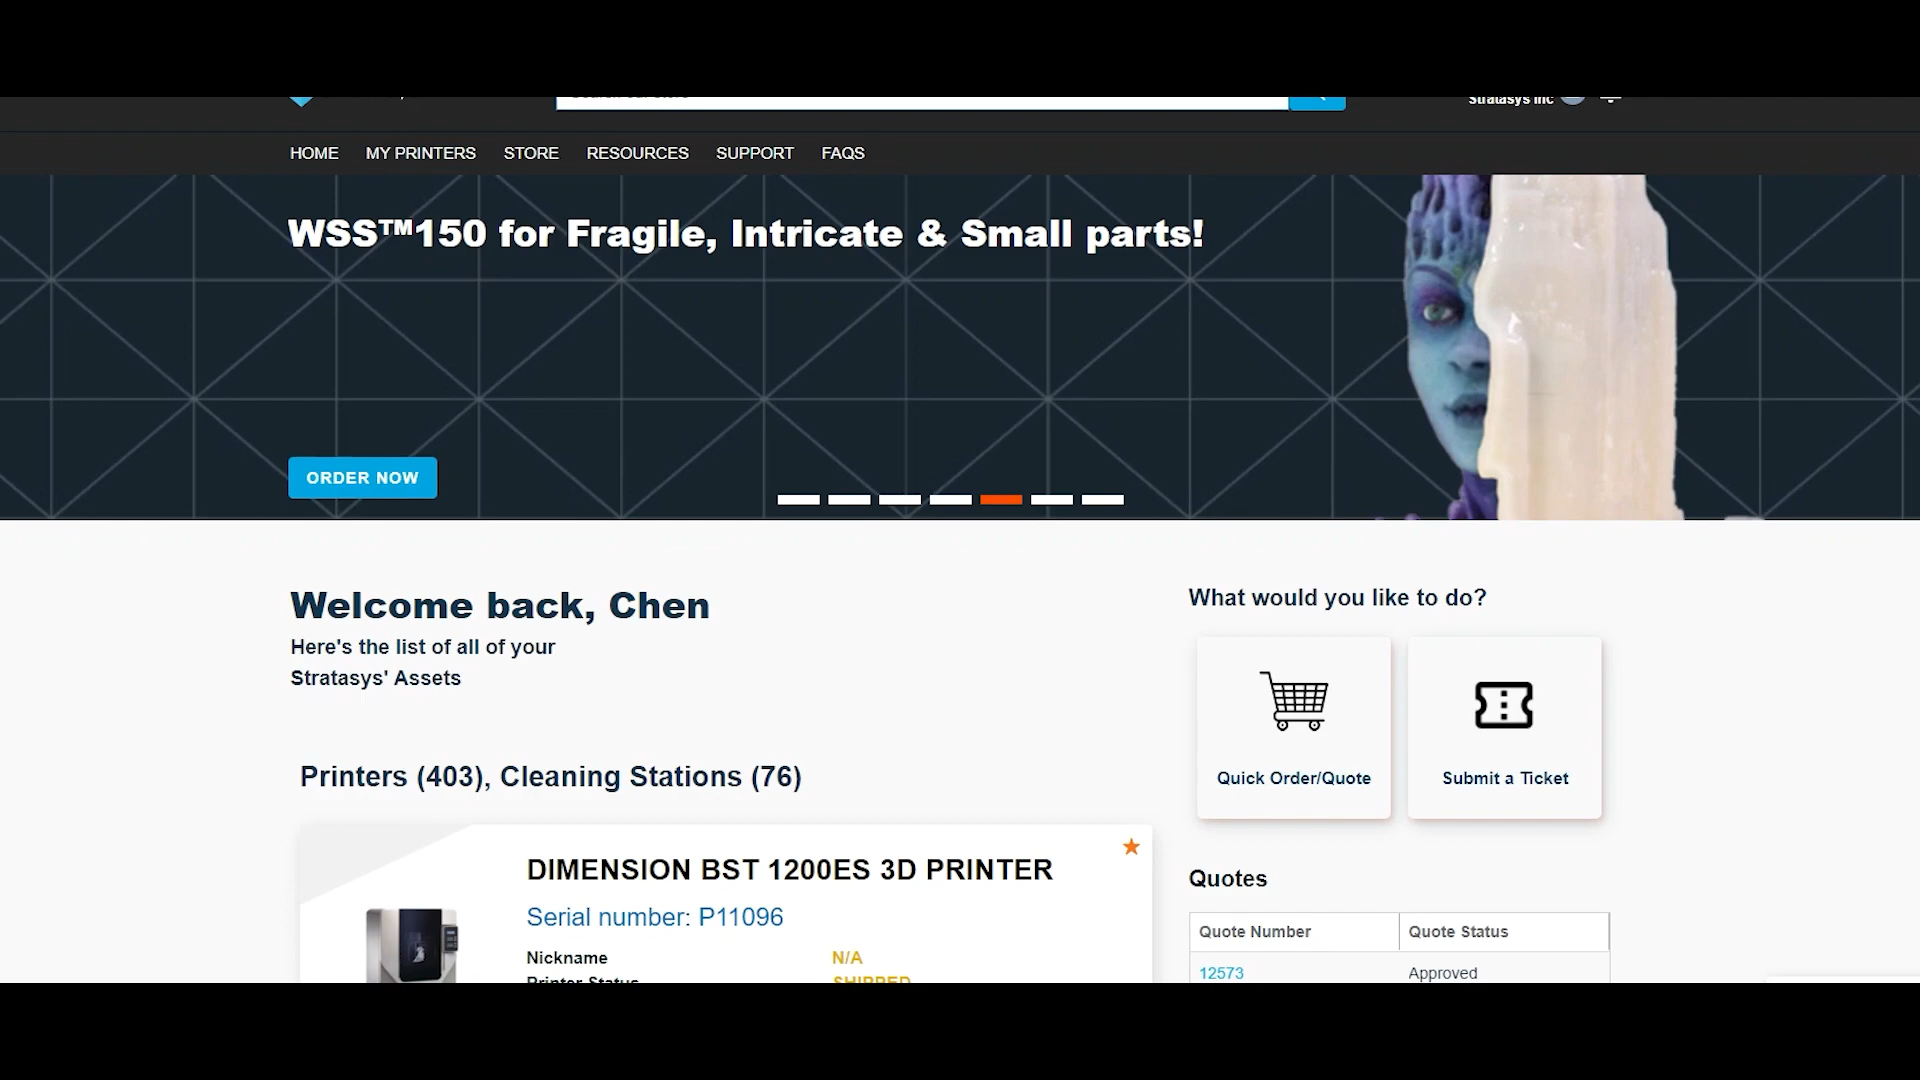 Stratasys Inc
HOME MY PRINTERS STORE RESOURCES SUPPORT FAQS
WSS™150 for Fragile, Intricate & Small parts!
ORDER NOW
Welcome back, Chen
Here's the list of all of your
Stratasys' Assets
What would you like to do?
Quick Order/Quote
Submit a Ticket
Printers (403), Cleaning Stations (76)
DIMENSION BST 1200ES 3D PRINTER
Serial number: P11096
Nickname N/A
Printer Status SHIPPED
Quotes
Quote Number Quote Status
12573 Approved